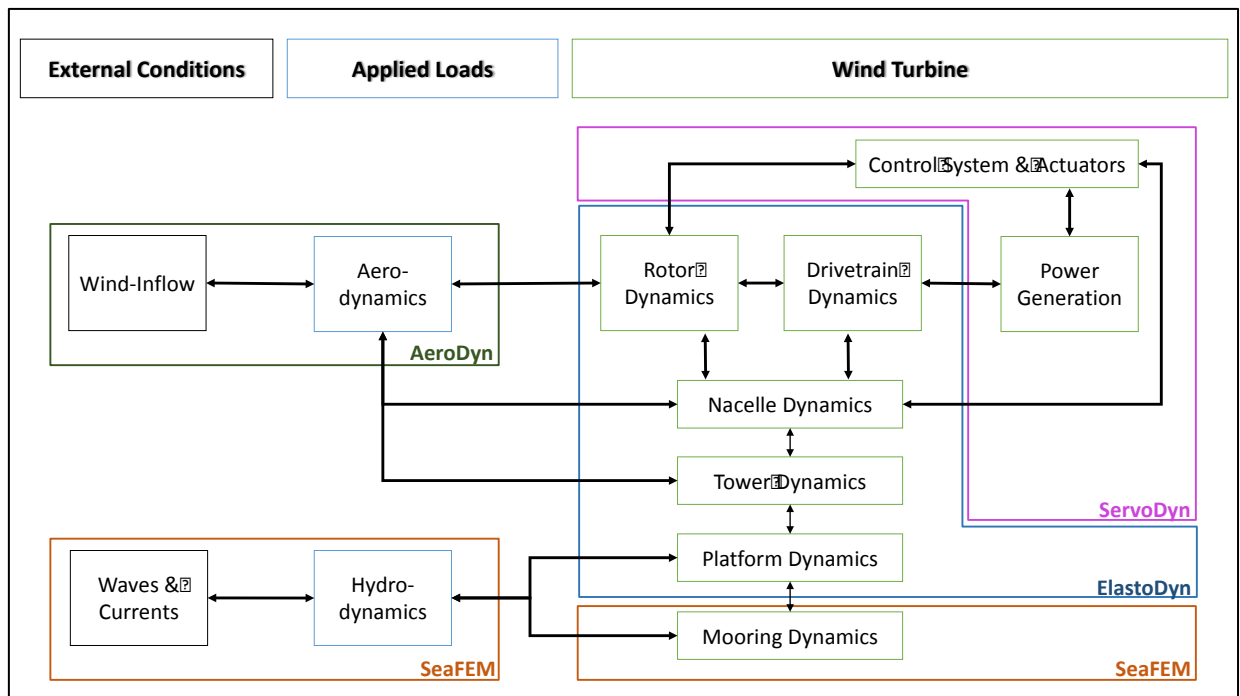 External Conditions
Applied Loads
Wind Turbine
Control System & Actuators
Wind-Inflow
Aero-
dynamics
Rotor
Dynamics
Drivetrain
Dynamics
Power
Generation
AeroDyn
Nacelle Dynamics
Tower Dynamics
ServoDyn
Platform Dynamics
Waves &
Currents
Hydro-
dynamics
ElastoDyn
Mooring Dynamics
SeaFEM
SeaFEM